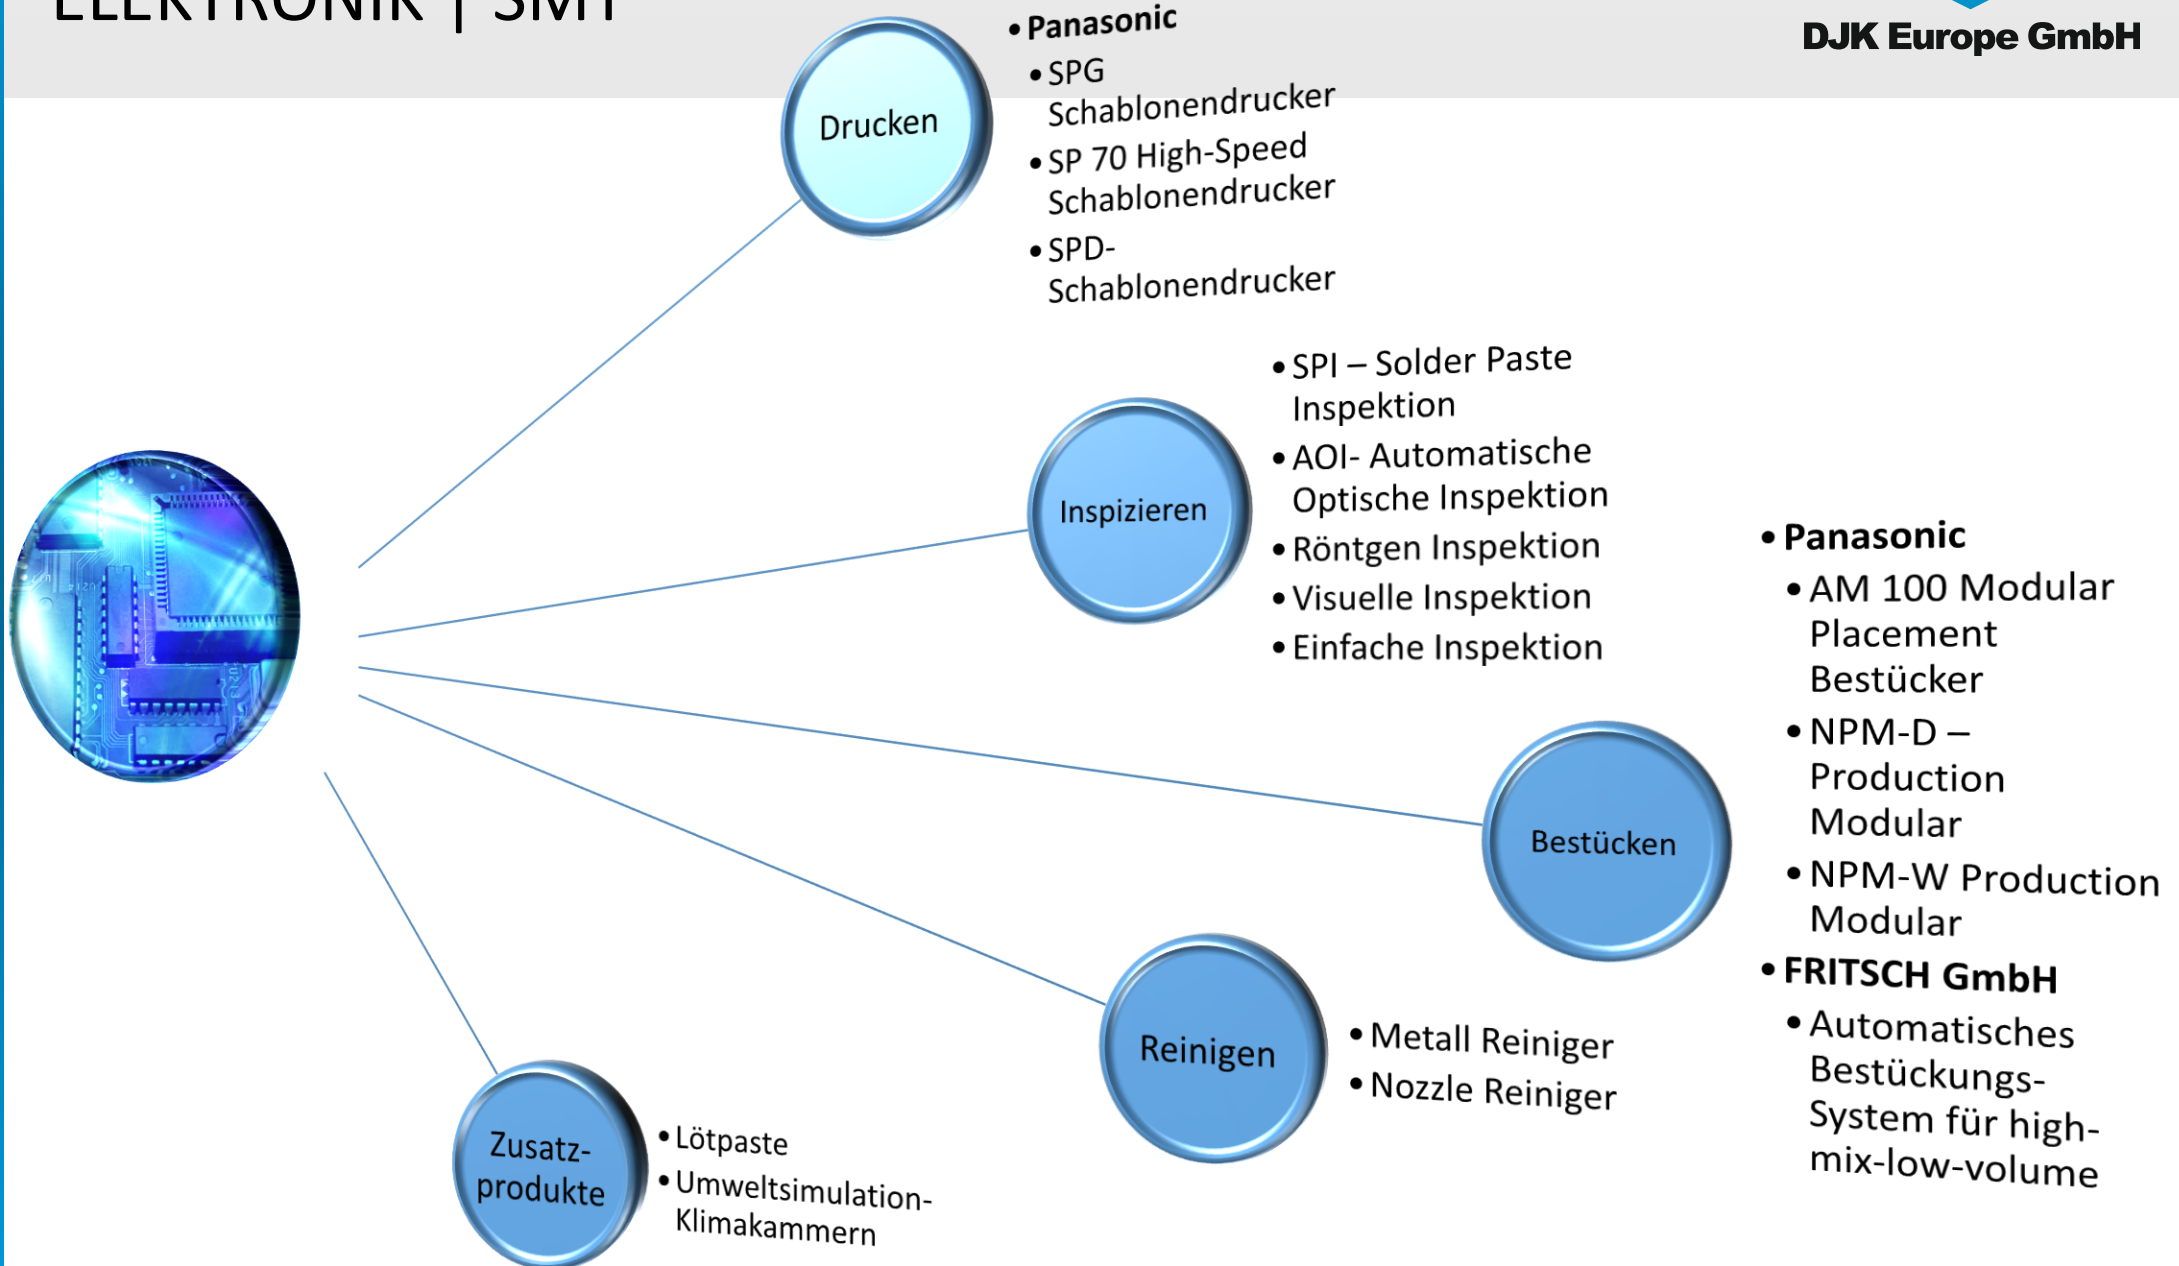 ELEKTRONIK | SMT
DJK Europe GmbH
Drucken
• Panasonic
• SPG
Schablonendrucker
• SP 70 High-Speed
Schablonendrucker
• SPD-
Schablonendrucker
Inspizieren
• SPI – Solder Paste
Inspektion
• AOI- Automatische
Optische Inspektion
• Röntgen Inspektion
• Visuelle Inspektion
• Einfache Inspektion
Bestücken
• Panasonic
• AM 100 Modular
Placement
Bestücker
• NPM-D –
Production
Modular
• NPM-W Production
Modular
• FRITSCH GmbH
• Automatisches
Bestückungs-
System für high-
mix-low-volume
Reinigen
• Metall Reiniger
• Nozzle Reiniger
Zusatz-
produkte
• Lötpaste
• Umweltsimulation-
Klimakammern